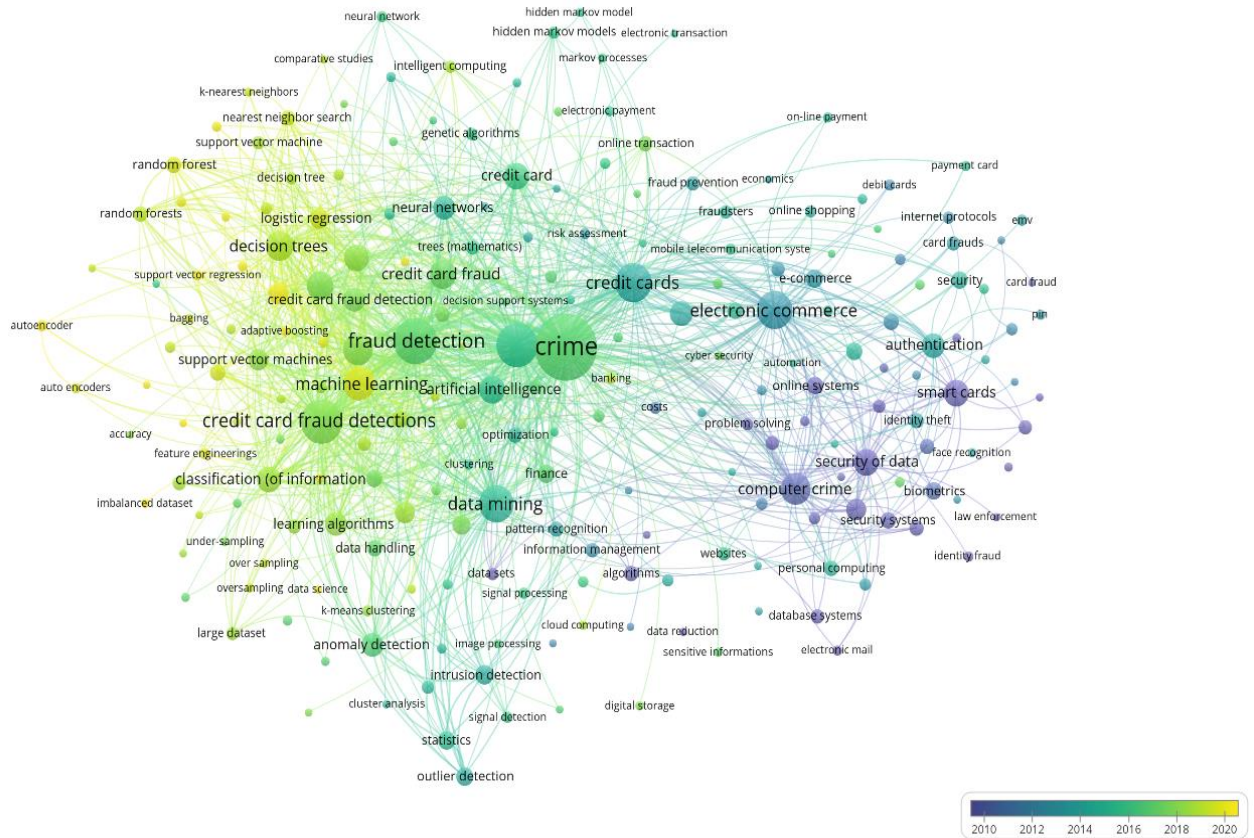 neural network
hidden markov model
hidden markov models
electronic transaction
comparative studies
intelligent computing
markov processes
k-nearest neighbors
nearest neighbor search
electronic payment
on-line payment
genetic algorithms
support vector machine
online transaction
random forest
payment card
decision tree
credit card
fraud prevention
economics
debit cards
random forests
logistic regression
neural networks
fraudsters
online shopping
internet protocols
emv
decision trees
trees (mathematics)
risk assessment
mobile telecommunication syste
card frauds
support vector regression
credit card fraud
credit cards
e-commerce
security
card fraud
credit card fraud detection
decision support systems
electronic commerce
pin
autoencoder
bagging
adaptive boosting
fraud detection
crime
authentication
support vector machines
cyber security
automation
auto encoders
machine learning
artificial intelligence
banking
online systems
smart cards
costs
credit card fraud detections
problem solving
identity theft
accuracy
optimization
feature engineerings
clustering
face recognition
security of data
classification (of information
finance
computer crime
biometrics
imbalanced dataset
data mining
law enforcement
learning algorithms
pattern recognition
security systems
under-sampling
data handling
information management
websites
identity fraud
over sampling
data sets
algorithms
personal computing
oversampling
data science
signal processing
k-means clustering
database systems
large dataset
cloud computing
data reduction
anomaly detection
image processing
sensitive informations
electronic mail
intrusion detection
cluster analysis
signal detection
digital storage
statistics
outlier detection
2010 2012 2014 2016 2018 2020